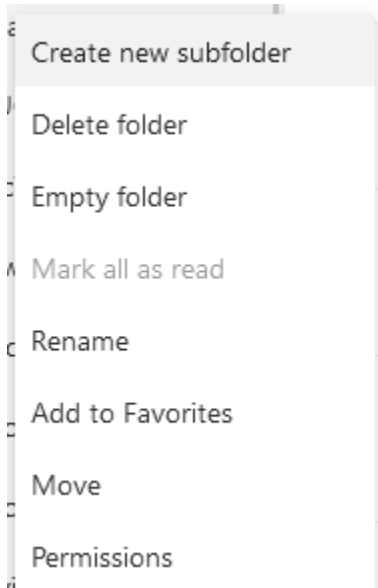 Create new subfolder
Delete folder
Empty folder
Mark all as read
Rename
Add to Favorites
Move
Permissions